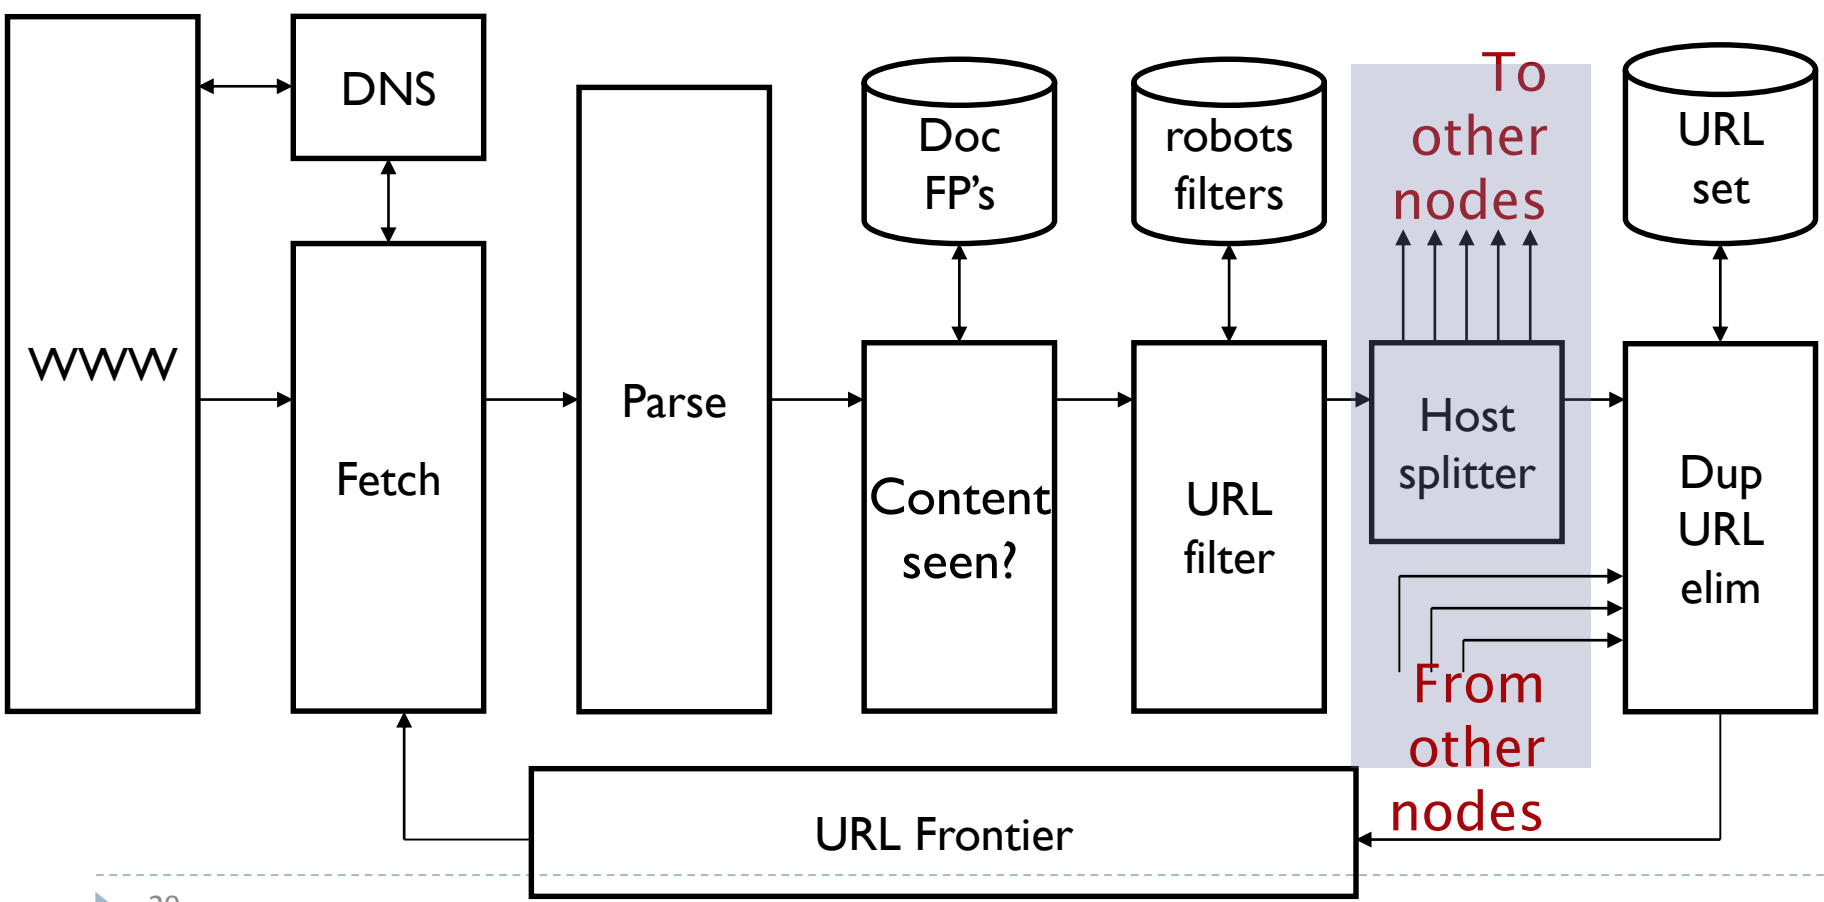 WWW
DNS
Fetch
Parse
Doc
FP's
Content
seen?
robots
filters
URL
filter
To
other
nodes
Host
splitter
From
other
nodes
URL
set
Dup
URL
elim
URL Frontier